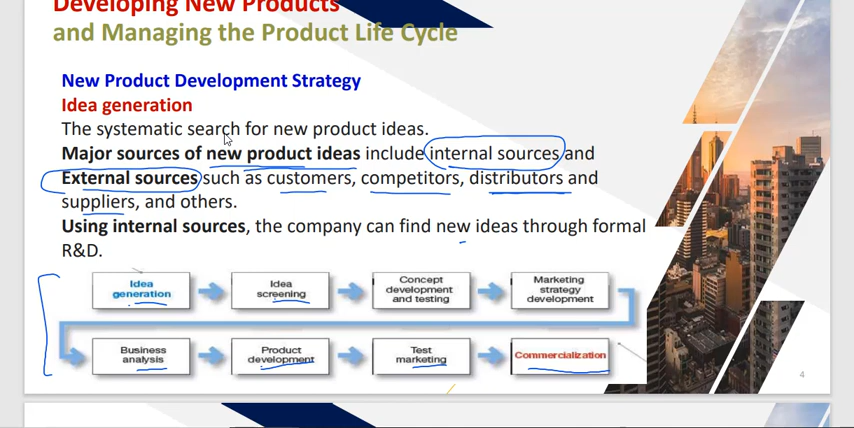 Developing New Products
and Managing the Product Life Cycle
New Product Development Strategy
Idea generation
The systematic search for new product ideas.
Major sources of new product ideas include internal sources and
External sources such as customers, competitors, distributors and
suppliers, and others.
Using internal sources, the company can find new ideas through formal
R&D.
Idea
generation
Idea
screening
Concept
development
and testing
Marketing
strategy
development
Business
analysis
Product
development
Test
marketing
Commercialization
4